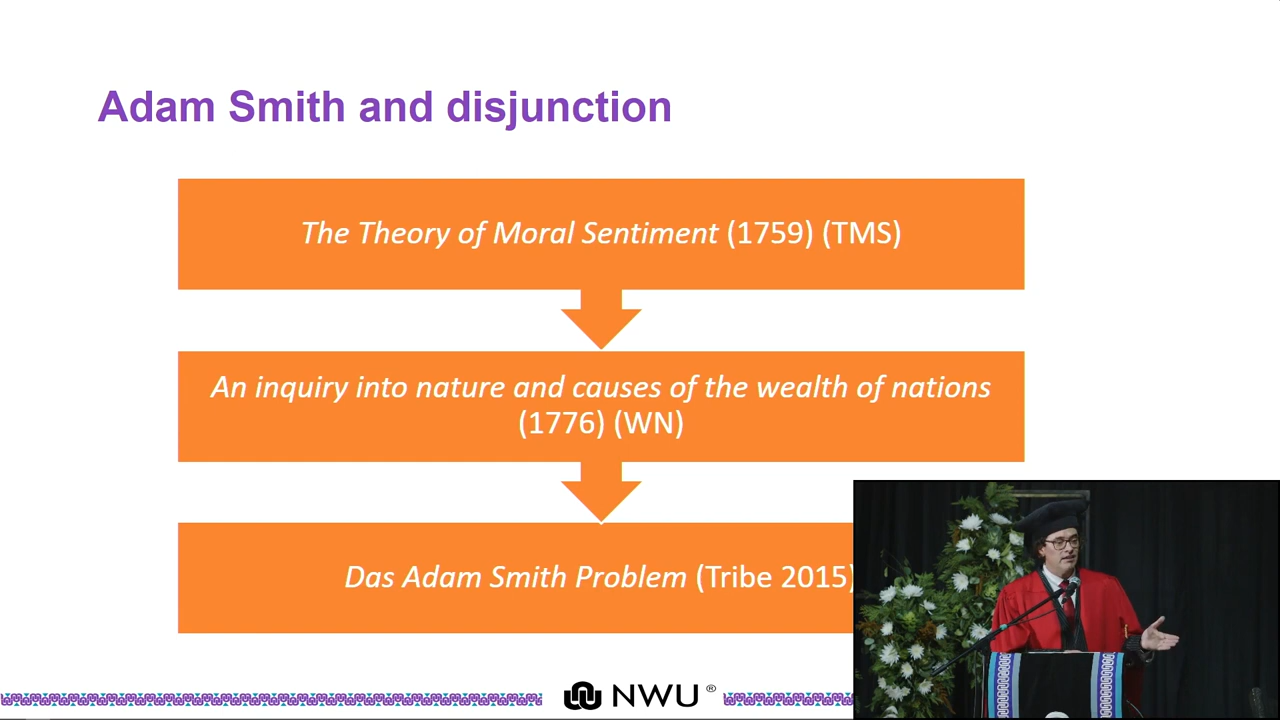 Adam Smith and disjunction
The Theory of Moral Sentiment (1759) (TMS)
An inquiry into nature and causes of the wealth of nations
(1776) (WN)
Das Adam Smith Problem (Tribe 2015)
NWU®